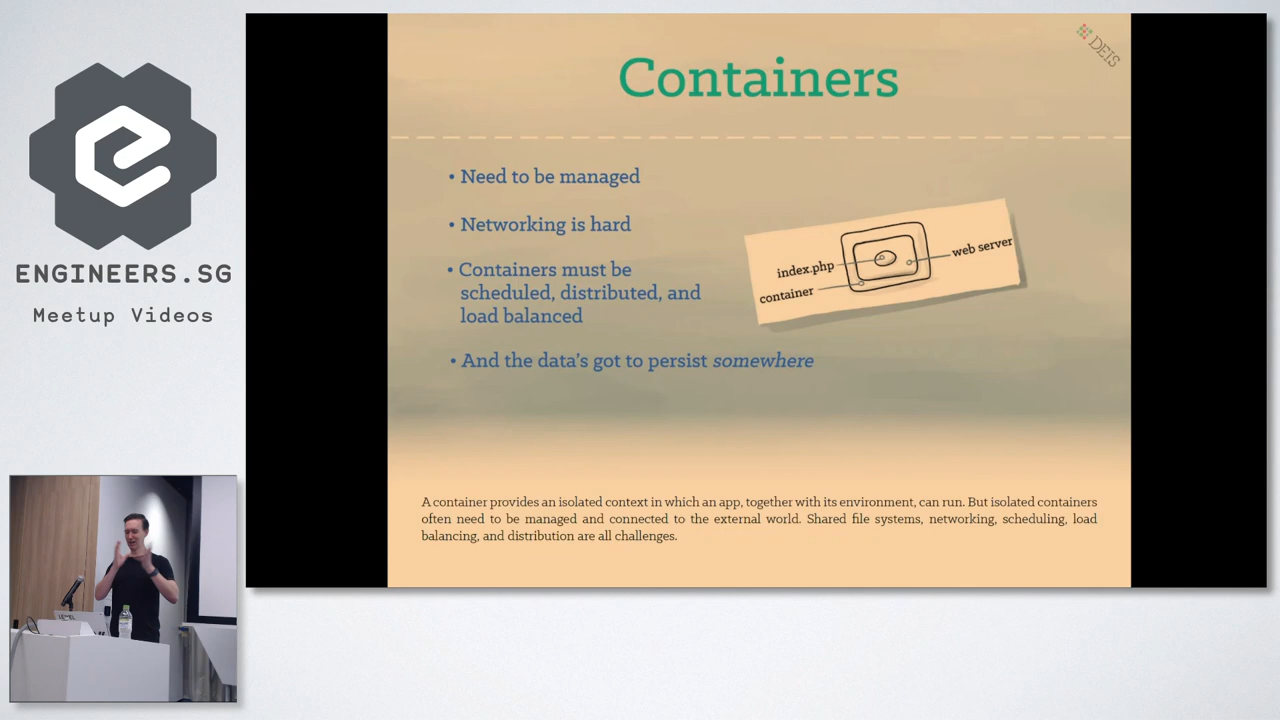 ENGINEERS.SG
Meetup Videos
DEIS
Containers
• Need to be managed
• Networking is hard
• Containers must be
scheduled, distributed, and
load balanced
• And the data's got to persist somewhere
index.php
web server
container
A container provides an isolated context in which an app, together with its environment, can run. But isolated containers
often need to be managed and connected to the external world. Shared file systems, networking, scheduling, load
balancing, and distribution are all challenges.